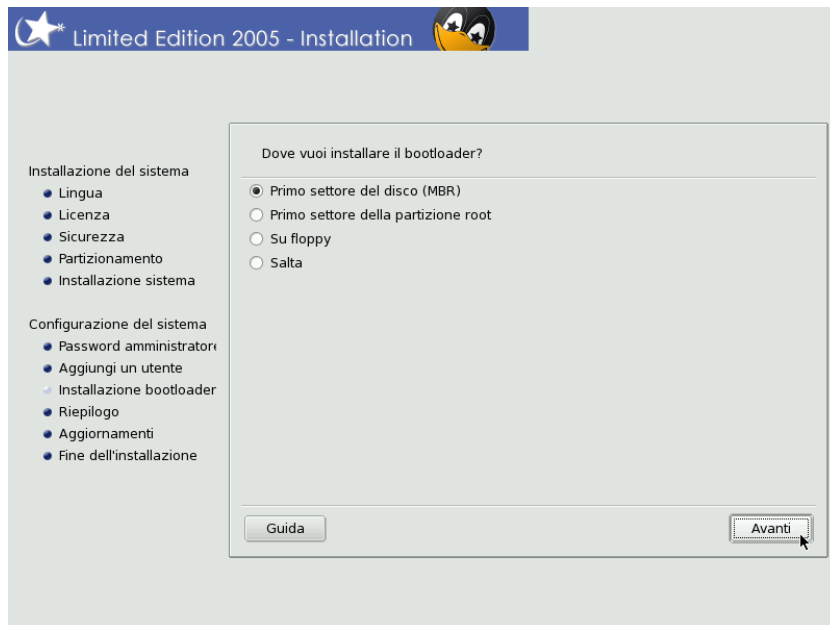 Limited Edition 2005 - Installation
Installazione del sistema
Lingua
Licenza
Sicurezza
Partizionamento
Installazione sistema
Configurazione del sistema
Password amministratore
Aggiungi un utente
Installazione bootloader
Riepilogo
Aggiornamenti
Fine dell'installazione
Dove vuoi installare il bootloader?
Primo settore del disco (MBR)
Primo settore della partizione root
Su floppy
Salta
Guida
Avanti